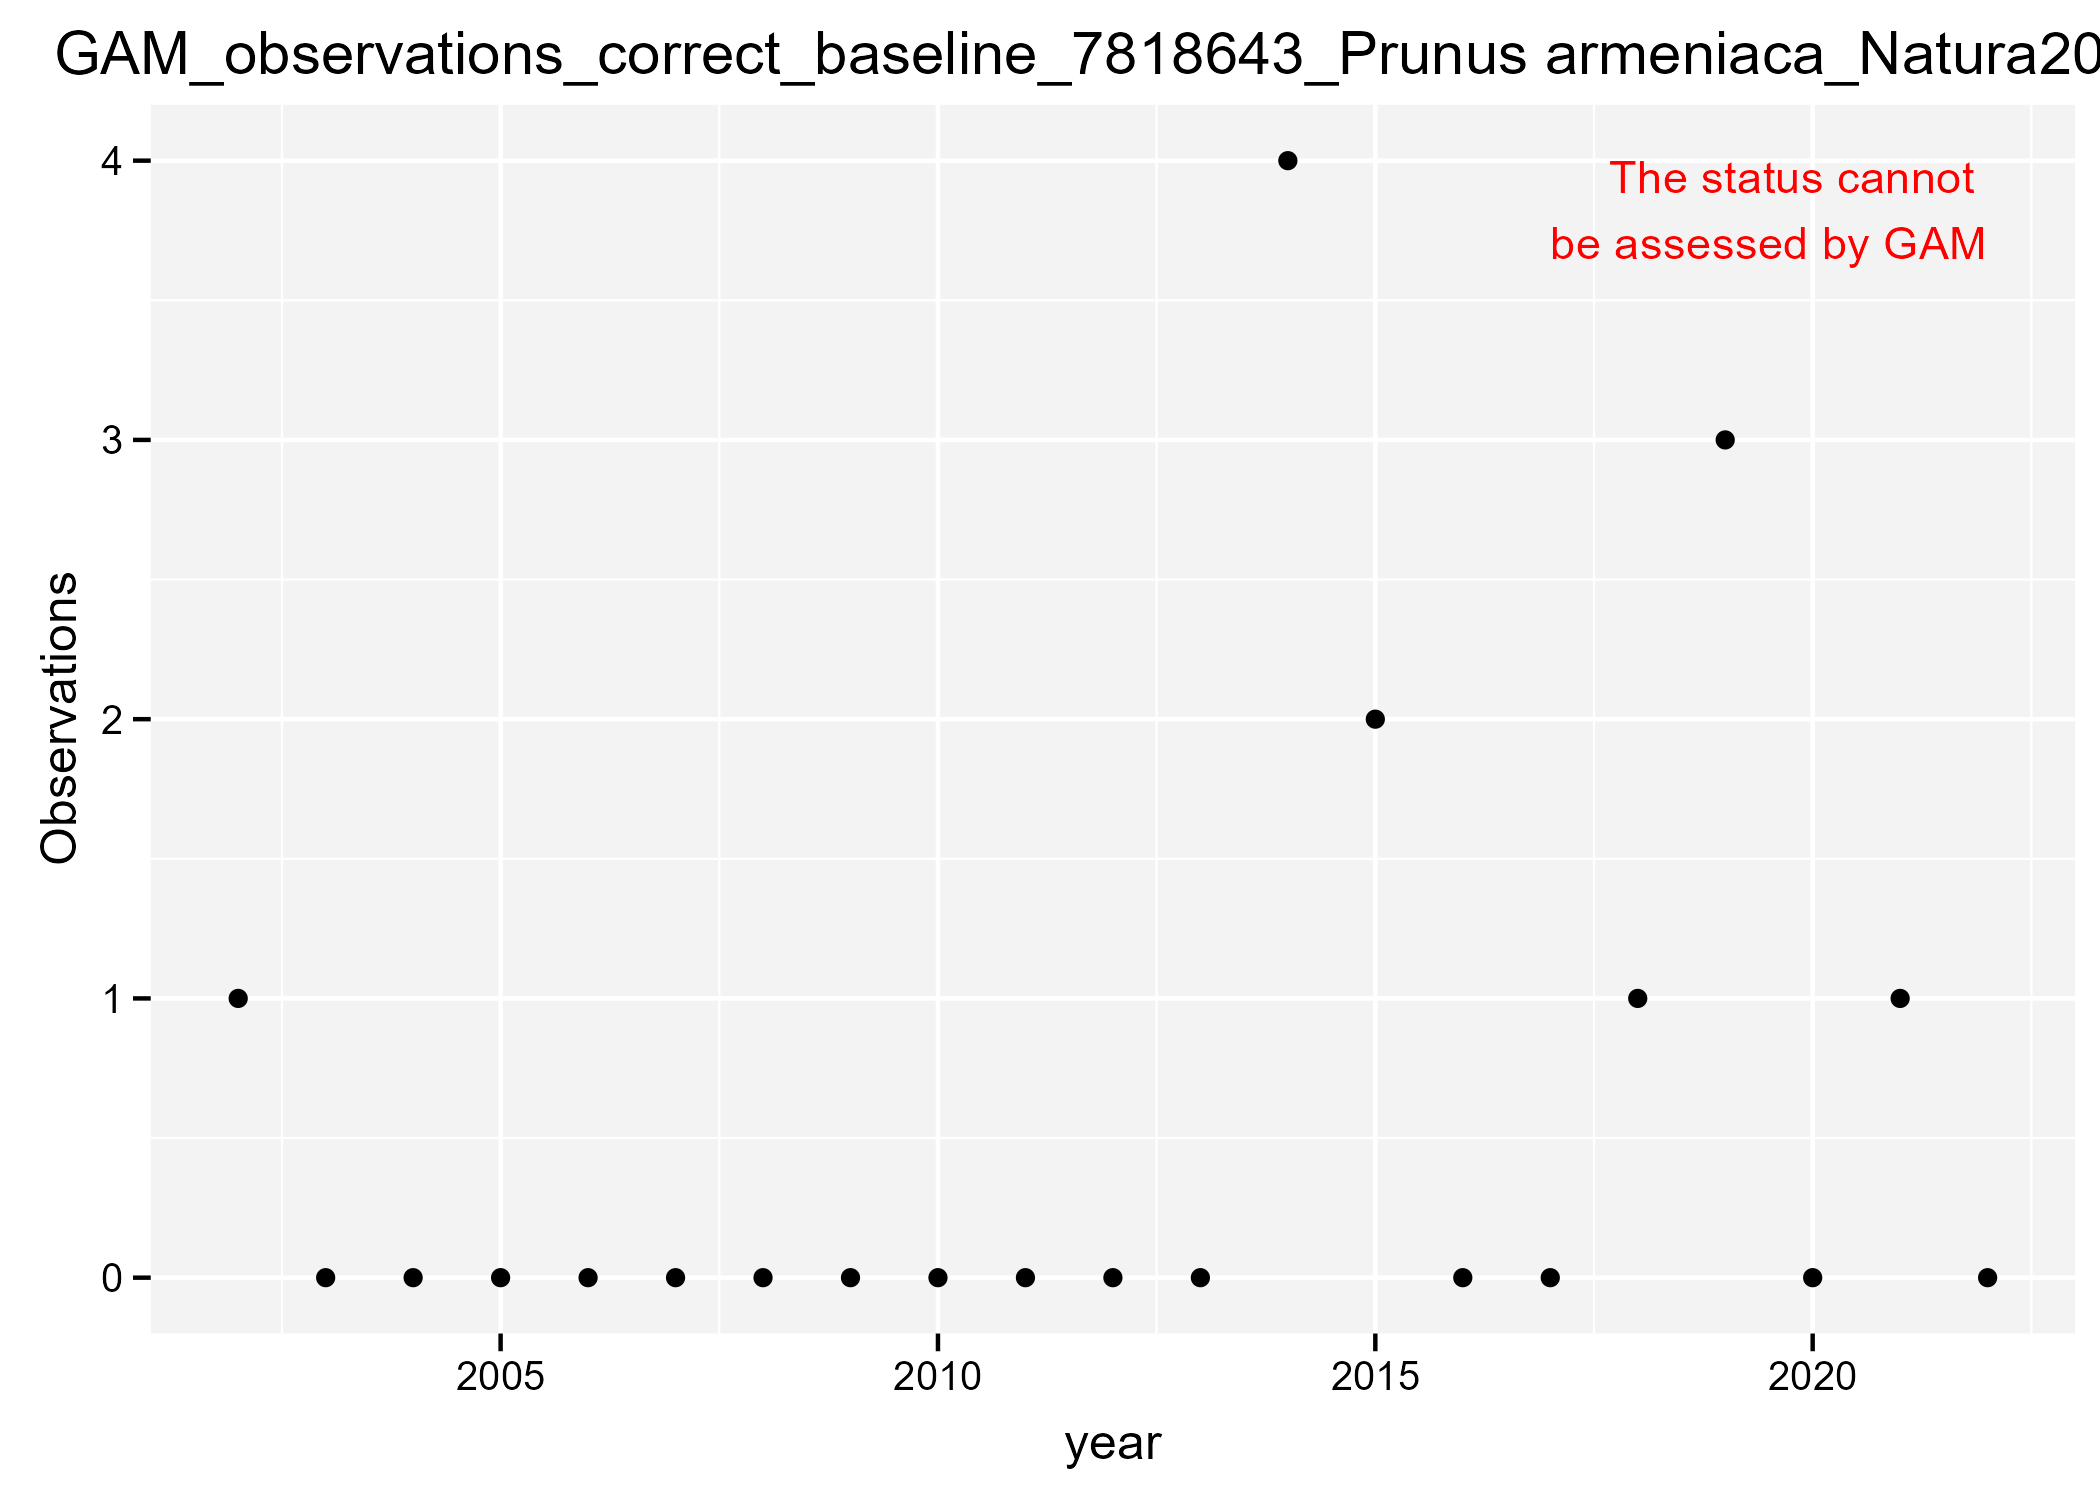 GAM_observations_correct_baseline_7818643_Prunus armeniaca_Natura20
4
The status cannot
be assessed by GAM
3
2
1
0
Observations
2005 2010 2015 2020
year